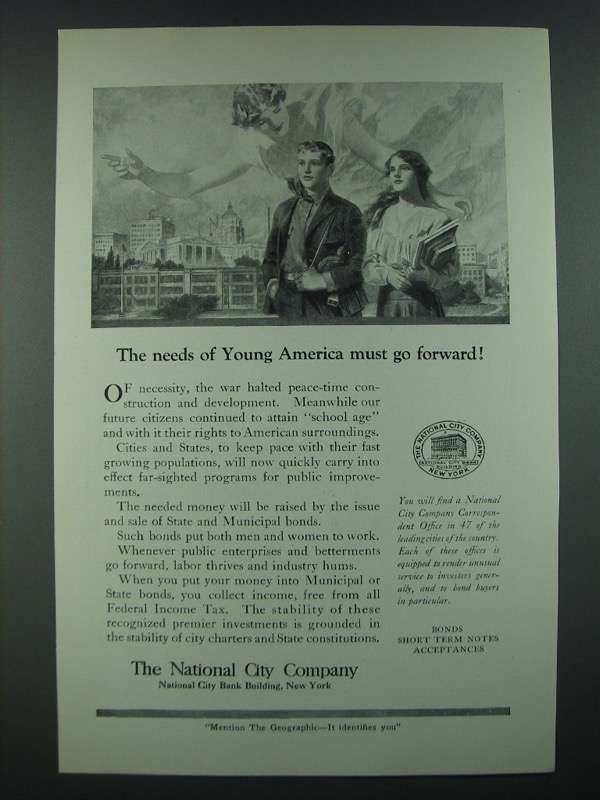 The needs of Young America must go forward!
OF necessity, the war halted peace-time con-
struction and development. Meanwhile our
future citizens continued to attain "school age"
and with it their rights to American surroundings.
Cities and States, to keep pace with their fast
growing populations, will now quickly carry into
effect far-sighted programs for public improve-
ments.
The needed money will be raised by the issue
and sale of State and Municipal bonds.
Such bonds put both men and women to work.
Whenever public enterprises and betterments
go forward, labor thrives and industry hums.
When you put your money into Municipal or
State bonds, you collect income, free from all
Federal Income Tax. The stability of these
recognized premier investments is grounded in
the stability of city charters and State constitutions.
The National City Company
National City Bank Building, New York
THE NATIONAL CITY COMPANY
NATIONAL CITY BANK
BUILDING
NEW YORK
You will find a National
City Company Correspon-
dent Office in 47 of the
leading cities of the country.
Each of these offices is
equipped to render unusual
service to investors gener-
ally, and to bond buyers
in particular.
BONDS
SHORT TERM NOTES
ACCEPTANCES
"Mention The Geographic—It identifies you"